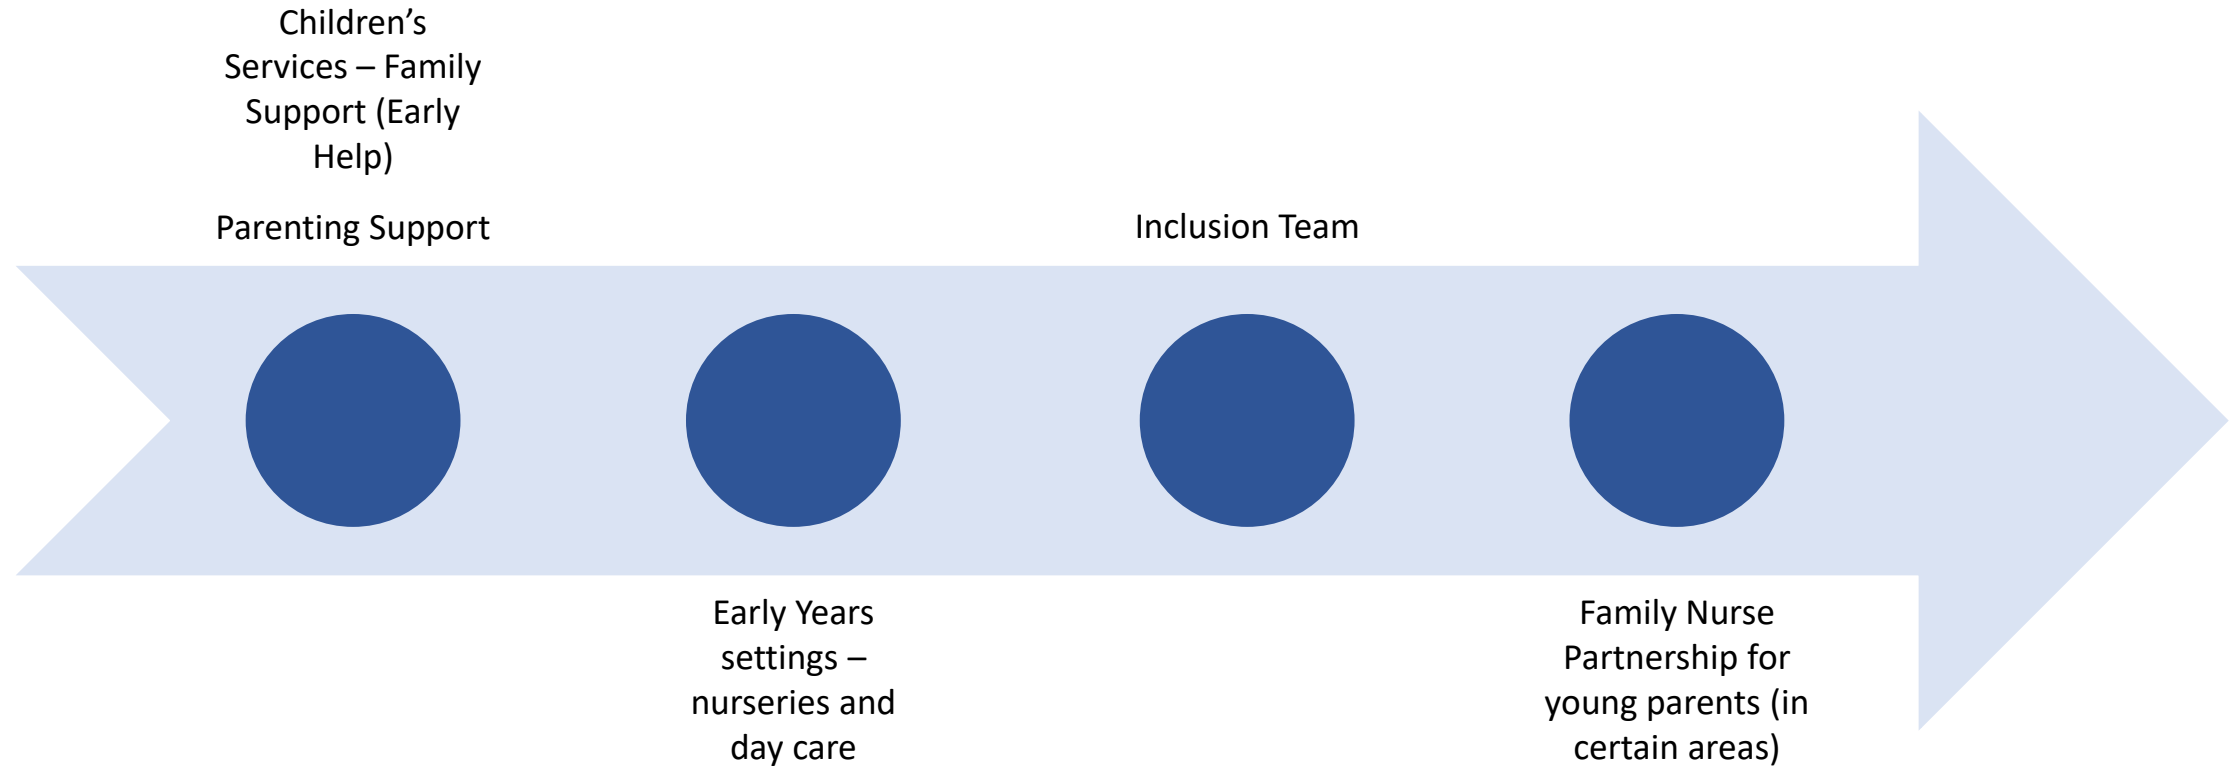 Children’s
Services – Family
Support (Early
Help)
Parenting Support
Early Years
settings –
nurseries and
day care
Inclusion Team
Family Nurse
Partnership for
young parents (in
certain areas)